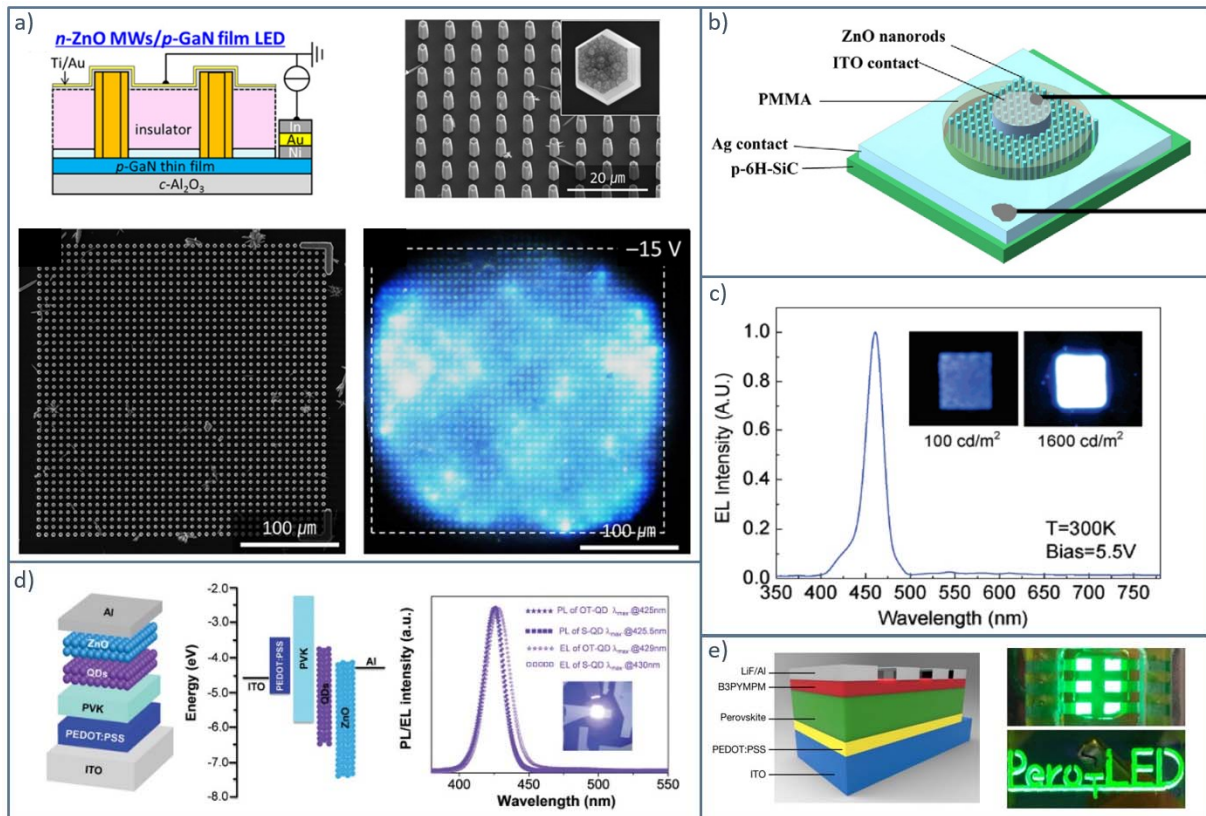 a)
n-ZnO MWs/p-GaN film LED
Ti/Au
insulator
In
Au
Ni
p-GaN thin film
c-Al₂O₃
20 μm
100 μm
–15 V
100 μm
b)
ZnO nanorods
ITO contact
PMMA
Ag contact
p-6H-SiC
c)
EL Intensity (A.U.)
1.0
0.8
0.6
0.4
0.2
0.0
100 cd/m²
1600 cd/m²
T=300K
Bias=5.5V
350 400 450 500 550 600 650 700 750
Wavelength (nm)
d)
Al
ZnO
QDs
PVK
PEDOT:PSS
ITO
Energy (eV)
-2.0
-3.0
-4.0
-5.0
-6.0
-7.0
-8.0
ITO
PEDOT:PSS
PVK
QDs
ZnO
Al
PL/EL intensity (a.u.)
PL of OT-QD λmax @425nm
PL of S-QD λmax @425.5nm
EL of OT-QD λmax @429nm
EL of S-QD λmax @430nm
400 450 500 550
Wavelength (nm)
e)
LiF/Al
B3PYMPM
Perovskite
PEDOT:PSS
ITO
Pero-LED